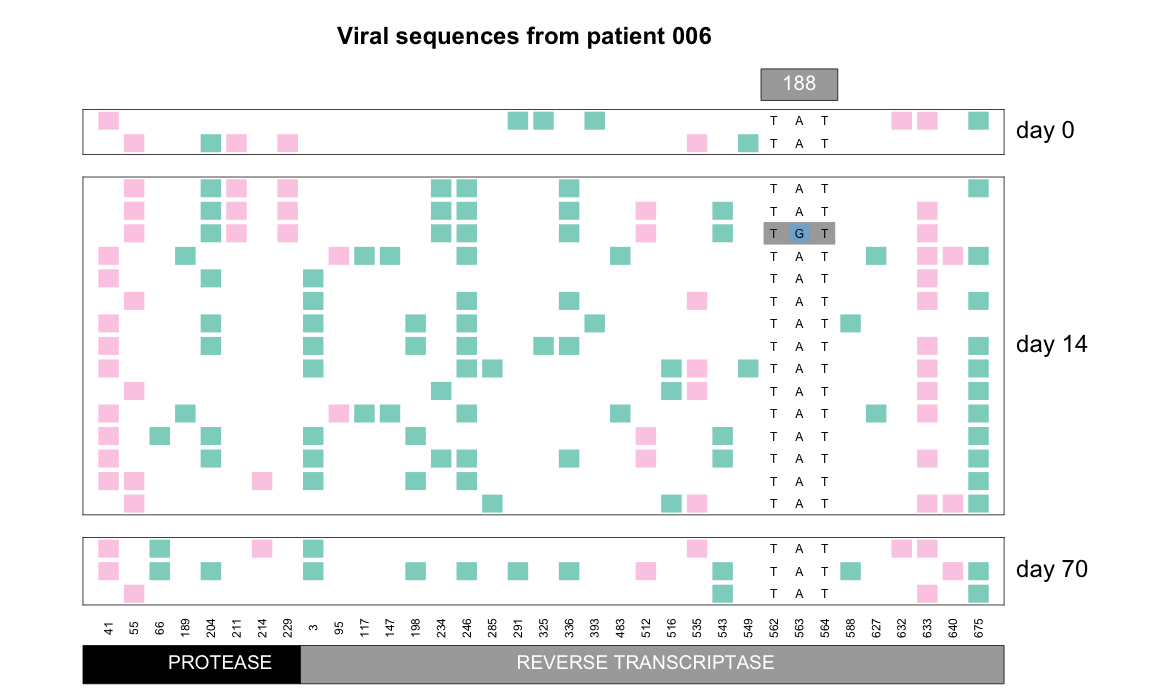 Viral sequences from patient 006
188
T A T
T A T
day 0
T A T
T A T
T G T
T A T
T A T
T A T
T A T
T A T
T A T
T A T
T A T
T A T
T A T
T A T
T A T
day 14
T A T
T A T
T A T
day 70
41 55 66 189 204 211 214 229 3 95 117 147 198 234 246 285 291 325 336 393 483 512 516 535 543 549 562 563 564 588 627 632 633 640 675
PROTEASE REVERSE TRANSCRIPTASE